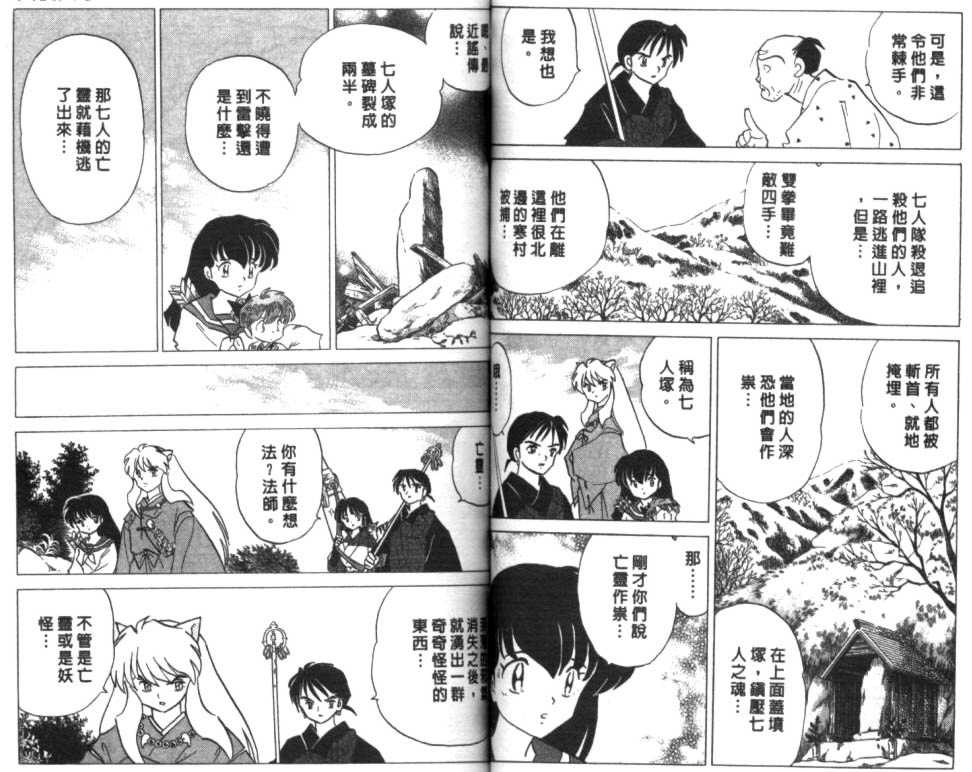 可是，這
令他們非
常棘手。
我想也
是。
七人隊殺退追
殺他們的人，
一路逃進山裡
，但是…
雙拳畢竟難
敵四手…
他們在離
這裡很北
邊的寒村
被捕…
所有人都被
斬首、就地
掩埋。
當地的人深
恐他們會作
祟…
在上面蓋墳
塚，鎮壓七
人之魂…
稱為七
人塚。
那……
剛才你們說
亡靈作祟…
近謠傳
說…
七人塚的
墓碑裂成
兩半。
不曉得遭
到雷擊還
是什麼…
那七人的亡
靈就藉機逃
了出來…
亡靈…
你有什麼想
法？法師。
消失之後，
就湧出一群
奇奇怪怪的
東西…
不管是亡
靈或是妖
怪…